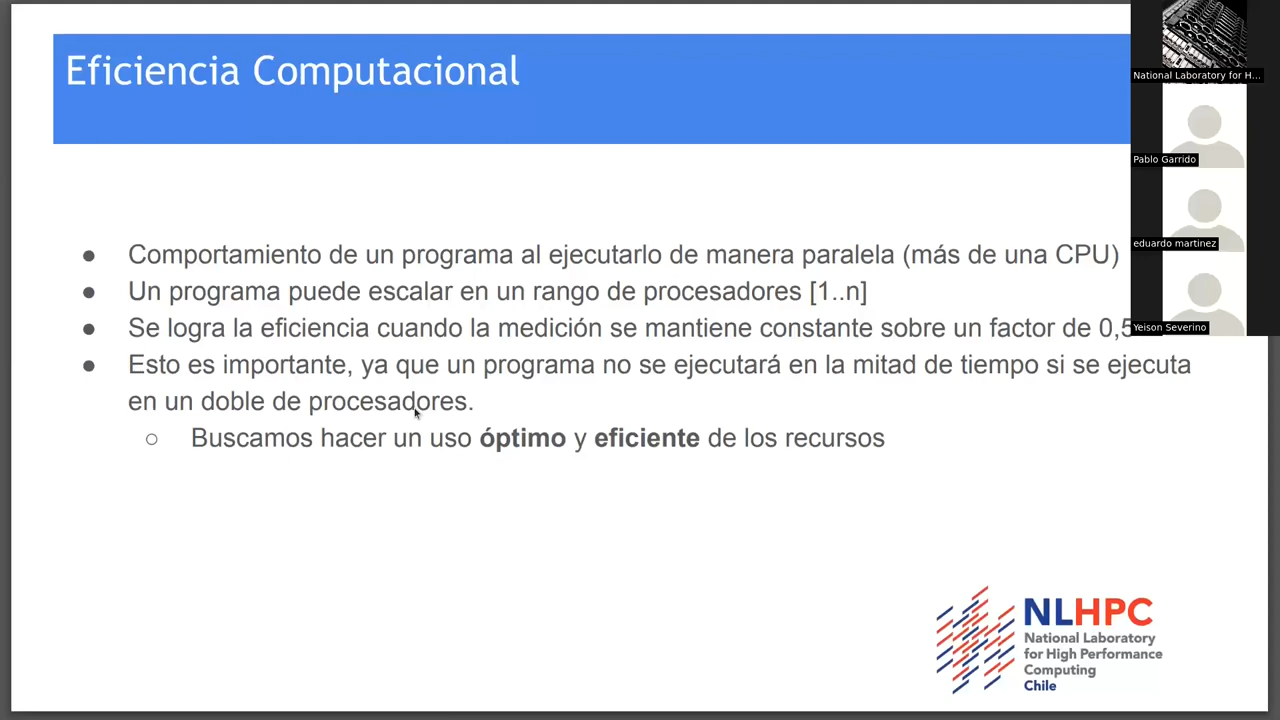 Eficiencia Computacional
● Comportamiento de un programa al ejecutarlo de manera paralela (más de una CPU)
● Un programa puede escalar en un rango de procesadores [1..n]
● Se logra la eficiencia cuando la medición se mantiene constante sobre un factor de 0,5
● Esto es importante, ya que un programa no se ejecutará en la mitad de tiempo si se ejecuta
en un doble de procesadores.
○ Buscamos hacer un uso óptimo y eficiente de los recursos
NLHPC
National Laboratory
for High Performance
Computing
Chile
National Laboratory for H...
Pablo Garrido
eduardo martinez
Yeison Severino